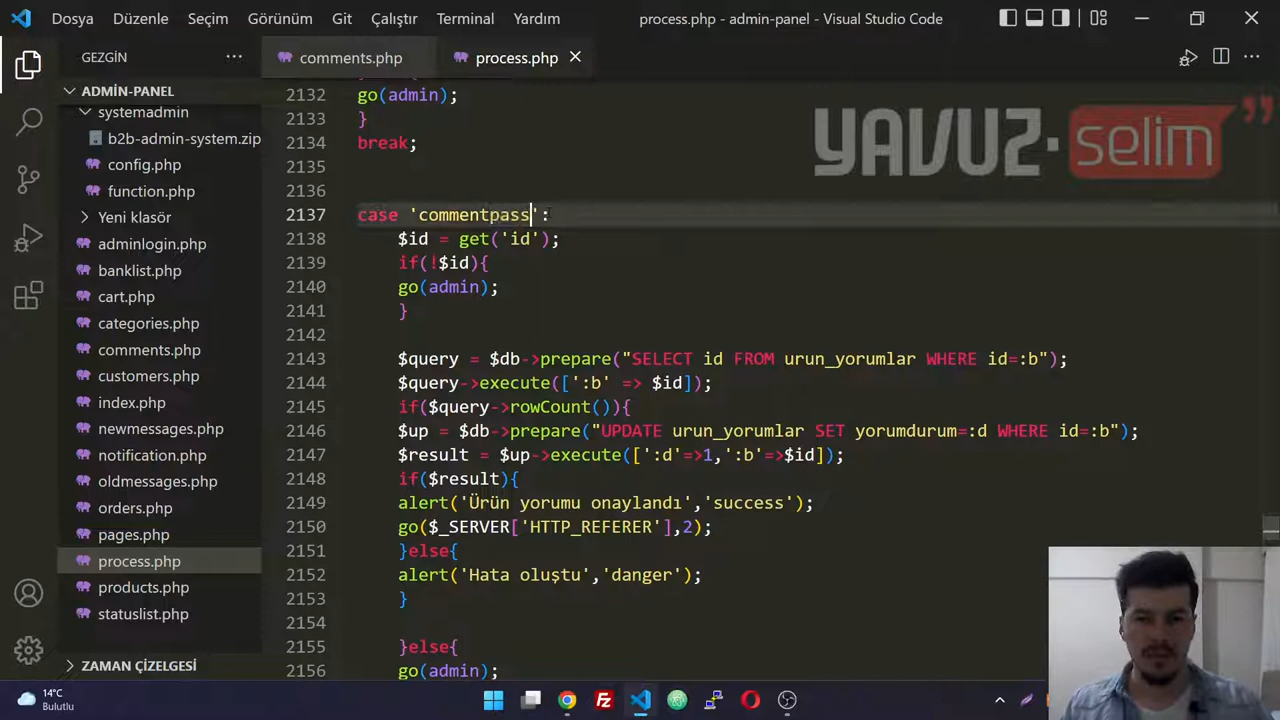 Dosya Düzenle Seçim Görünüm Git Çalıştır Terminal Yardım process.php - admin-panel - Visual Studio Code
GEZGİN
comments.php process.php
ADMİN-PANEL
systemadmin
b2b-admin-system.zip
config.php
function.php
Yeni klasör
adminlogin.php
banklist.php
cart.php
categories.php
comments.php
customers.php
index.php
newmessages.php
notification.php
oldmessages.php
orders.php
pages.php
process.php
products.php
statuslist.php
ZAMAN ÇİZELGESİ
2132 go(admin);
2133 }
2134 break;
2135
2136
2137 case 'commentpass':
2138 $id = get('id');
2139 if(!$id){
2140 go(admin);
2141 }
2142
2143 $query = $db->prepare("SELECT id FROM urun_yorumlar WHERE id=:b");
2144 $query->execute([':b' => $id]);
2145 if($query->rowCount()){
2146 $up = $db->prepare("UPDATE urun_yorumlar SET yorumdurum=:d WHERE id=:b");
2147 $result = $up->execute([':d'=>1,':b'=>$id]);
2148 if($result){
2149 alert('Ürün yorumu onaylandı','success');
2150 go($_SERVER['HTTP_REFERER'],2);
2151 }else{
2152 alert('Hata oluştu','danger');
2153 }
2154
2155 }else{
2156 go(admin);
YAVUZ·selim"
14°C
Bulutlu